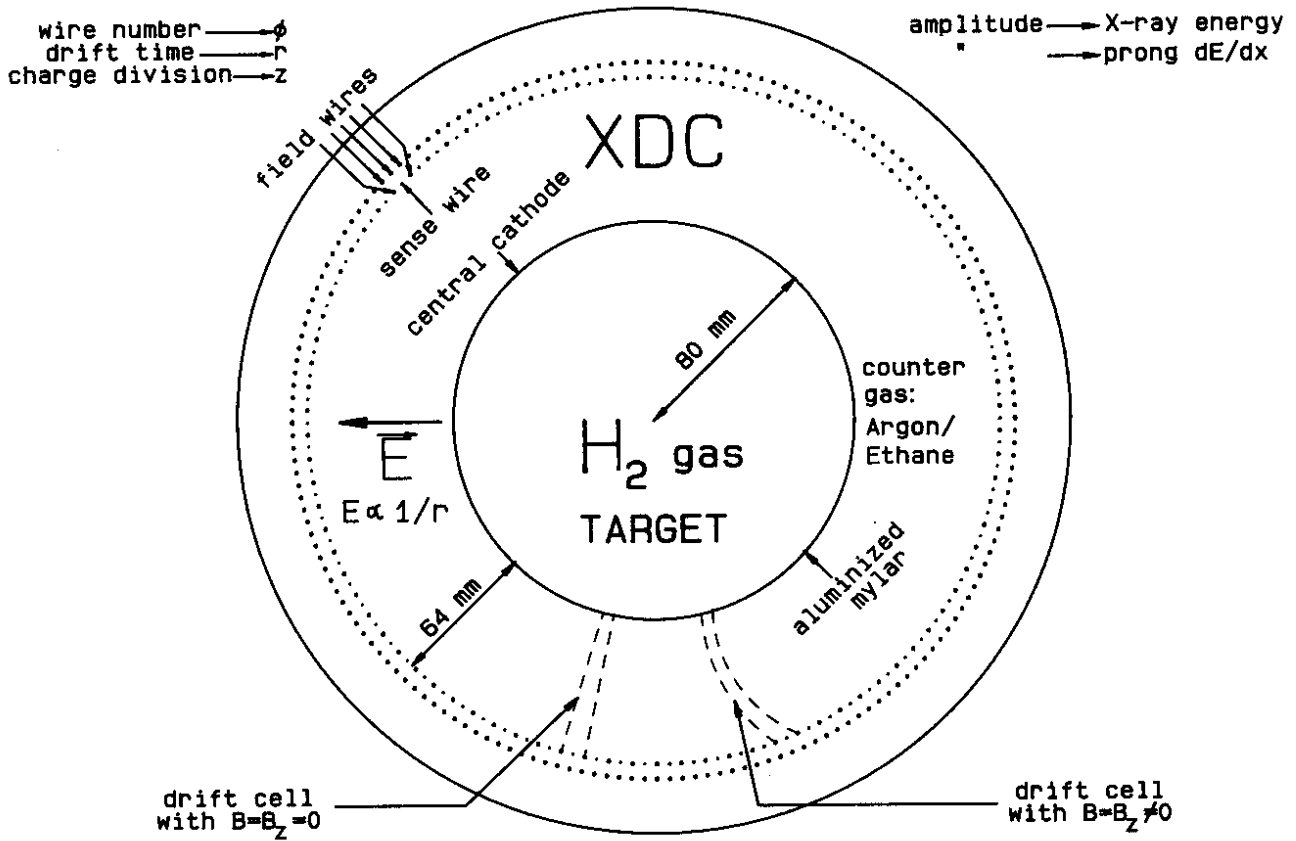 wire number → ϕ
drift time → r
charge division → z
amplitude → X-ray energy
→ prong dE/dx
field wires
XDC
sense wire
central cathode
80 mm
counter
gas:
Argon/
Ethane
E
E ∝ 1/r
H₂ gas
TARGET
64 mm
aluminized
mylar
drift cell
with B=B_z=0
drift cell
with B=B_z≠0